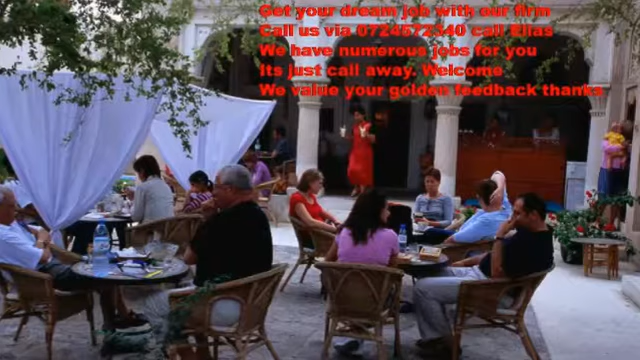 Get your dream job with our firm
Call us via 0724572340 call Elias
We have numerous jobs for you
Its just call away. Welcome
We value your golden feedback thanks